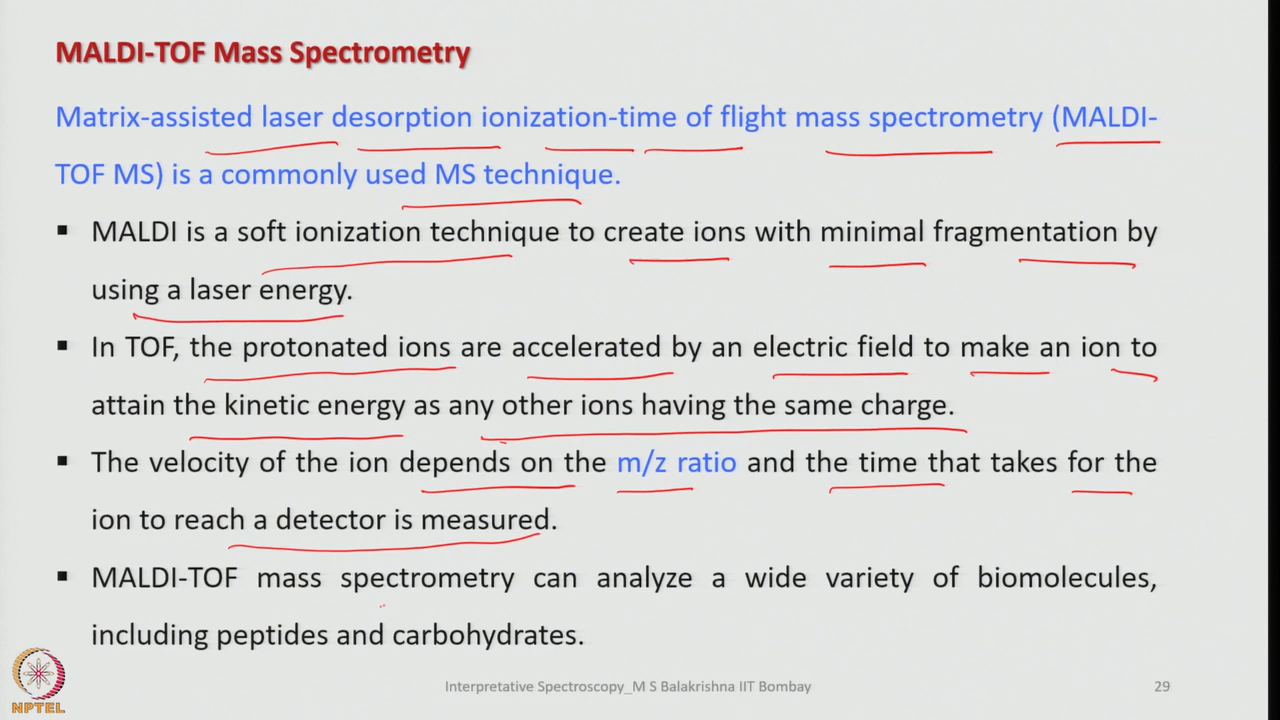 MALDI-TOF Mass Spectrometry
Matrix-assisted laser desorption ionization-time of flight mass spectrometry (MALDI-
TOF MS) is a commonly used MS technique.
▪ MALDI is a soft ionization technique to create ions with minimal fragmentation by
using a laser energy.
▪ In TOF, the protonated ions are accelerated by an electric field to make an ion to
attain the kinetic energy as any other ions having the same charge.
▪ The velocity of the ion depends on the m/z ratio and the time that takes for the
ion to reach a detector is measured.
▪ MALDI-TOF mass spectrometry can analyze a wide variety of biomolecules,
including peptides and carbohydrates.
NPTEL
Interpretative Spectroscopy_M S Balakrishna IIT Bombay
29